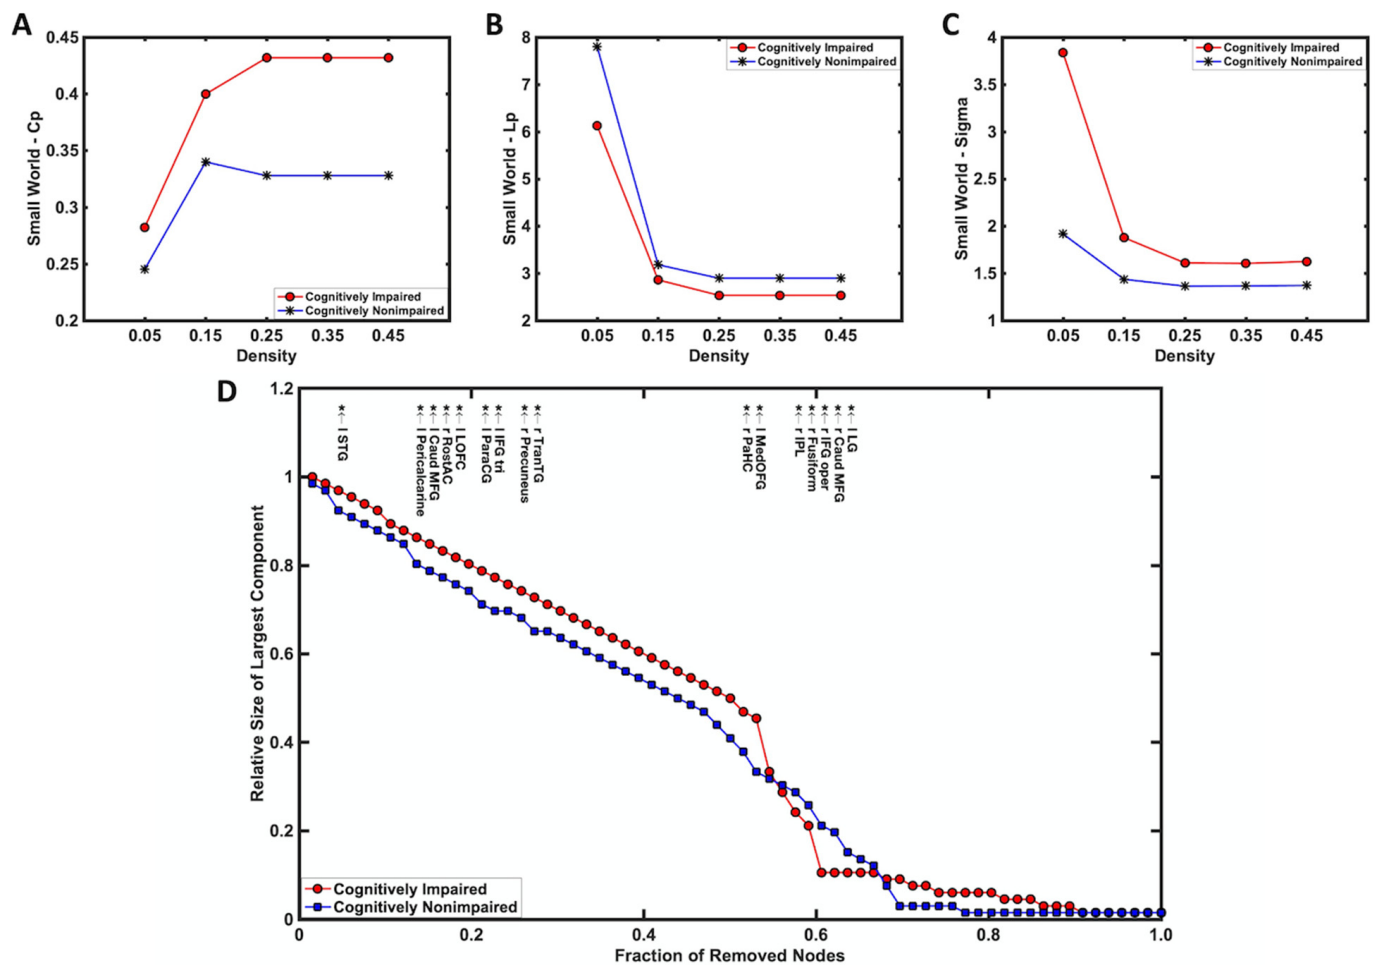 A
0.45
0.4
0.35
0.3
0.25
0.2
Small World - Cp
Cognitively Impaired
Cognitively Nonimpaired
0.05 0.15 0.25 0.35 0.45
Density
B
8
7
6
5
4
3
2
Small World - Lp
Cognitively Impaired
Cognitively Nonimpaired
0.05 0.15 0.25 0.35 0.45
Density
C
4
3.5
3
2.5
2
1.5
1
Small World - Sigma
Cognitively Impaired
Cognitively Nonimpaired
0.05 0.15 0.25 0.35 0.45
Density
D
1.2
1
0.8
0.6
0.4
0.2
0
Relative Size of Largest Component
*← l STG
*← l Pericalcarine
*← l Caud MFG
*← r RostAC
*← l LOFC
*← l ParaCG
*← l IFG tri
*← r Precuneus
*← r TranTG
*← r PaHC
*← l MedOFG
*← r IPL
*← r Fusiform
*← r IFG oper
*← r Caud MFG
*← l LG
Cognitively Impaired
Cognitively Nonimpaired
0 0.2 0.4 0.6 0.8 1.0
Fraction of Removed Nodes